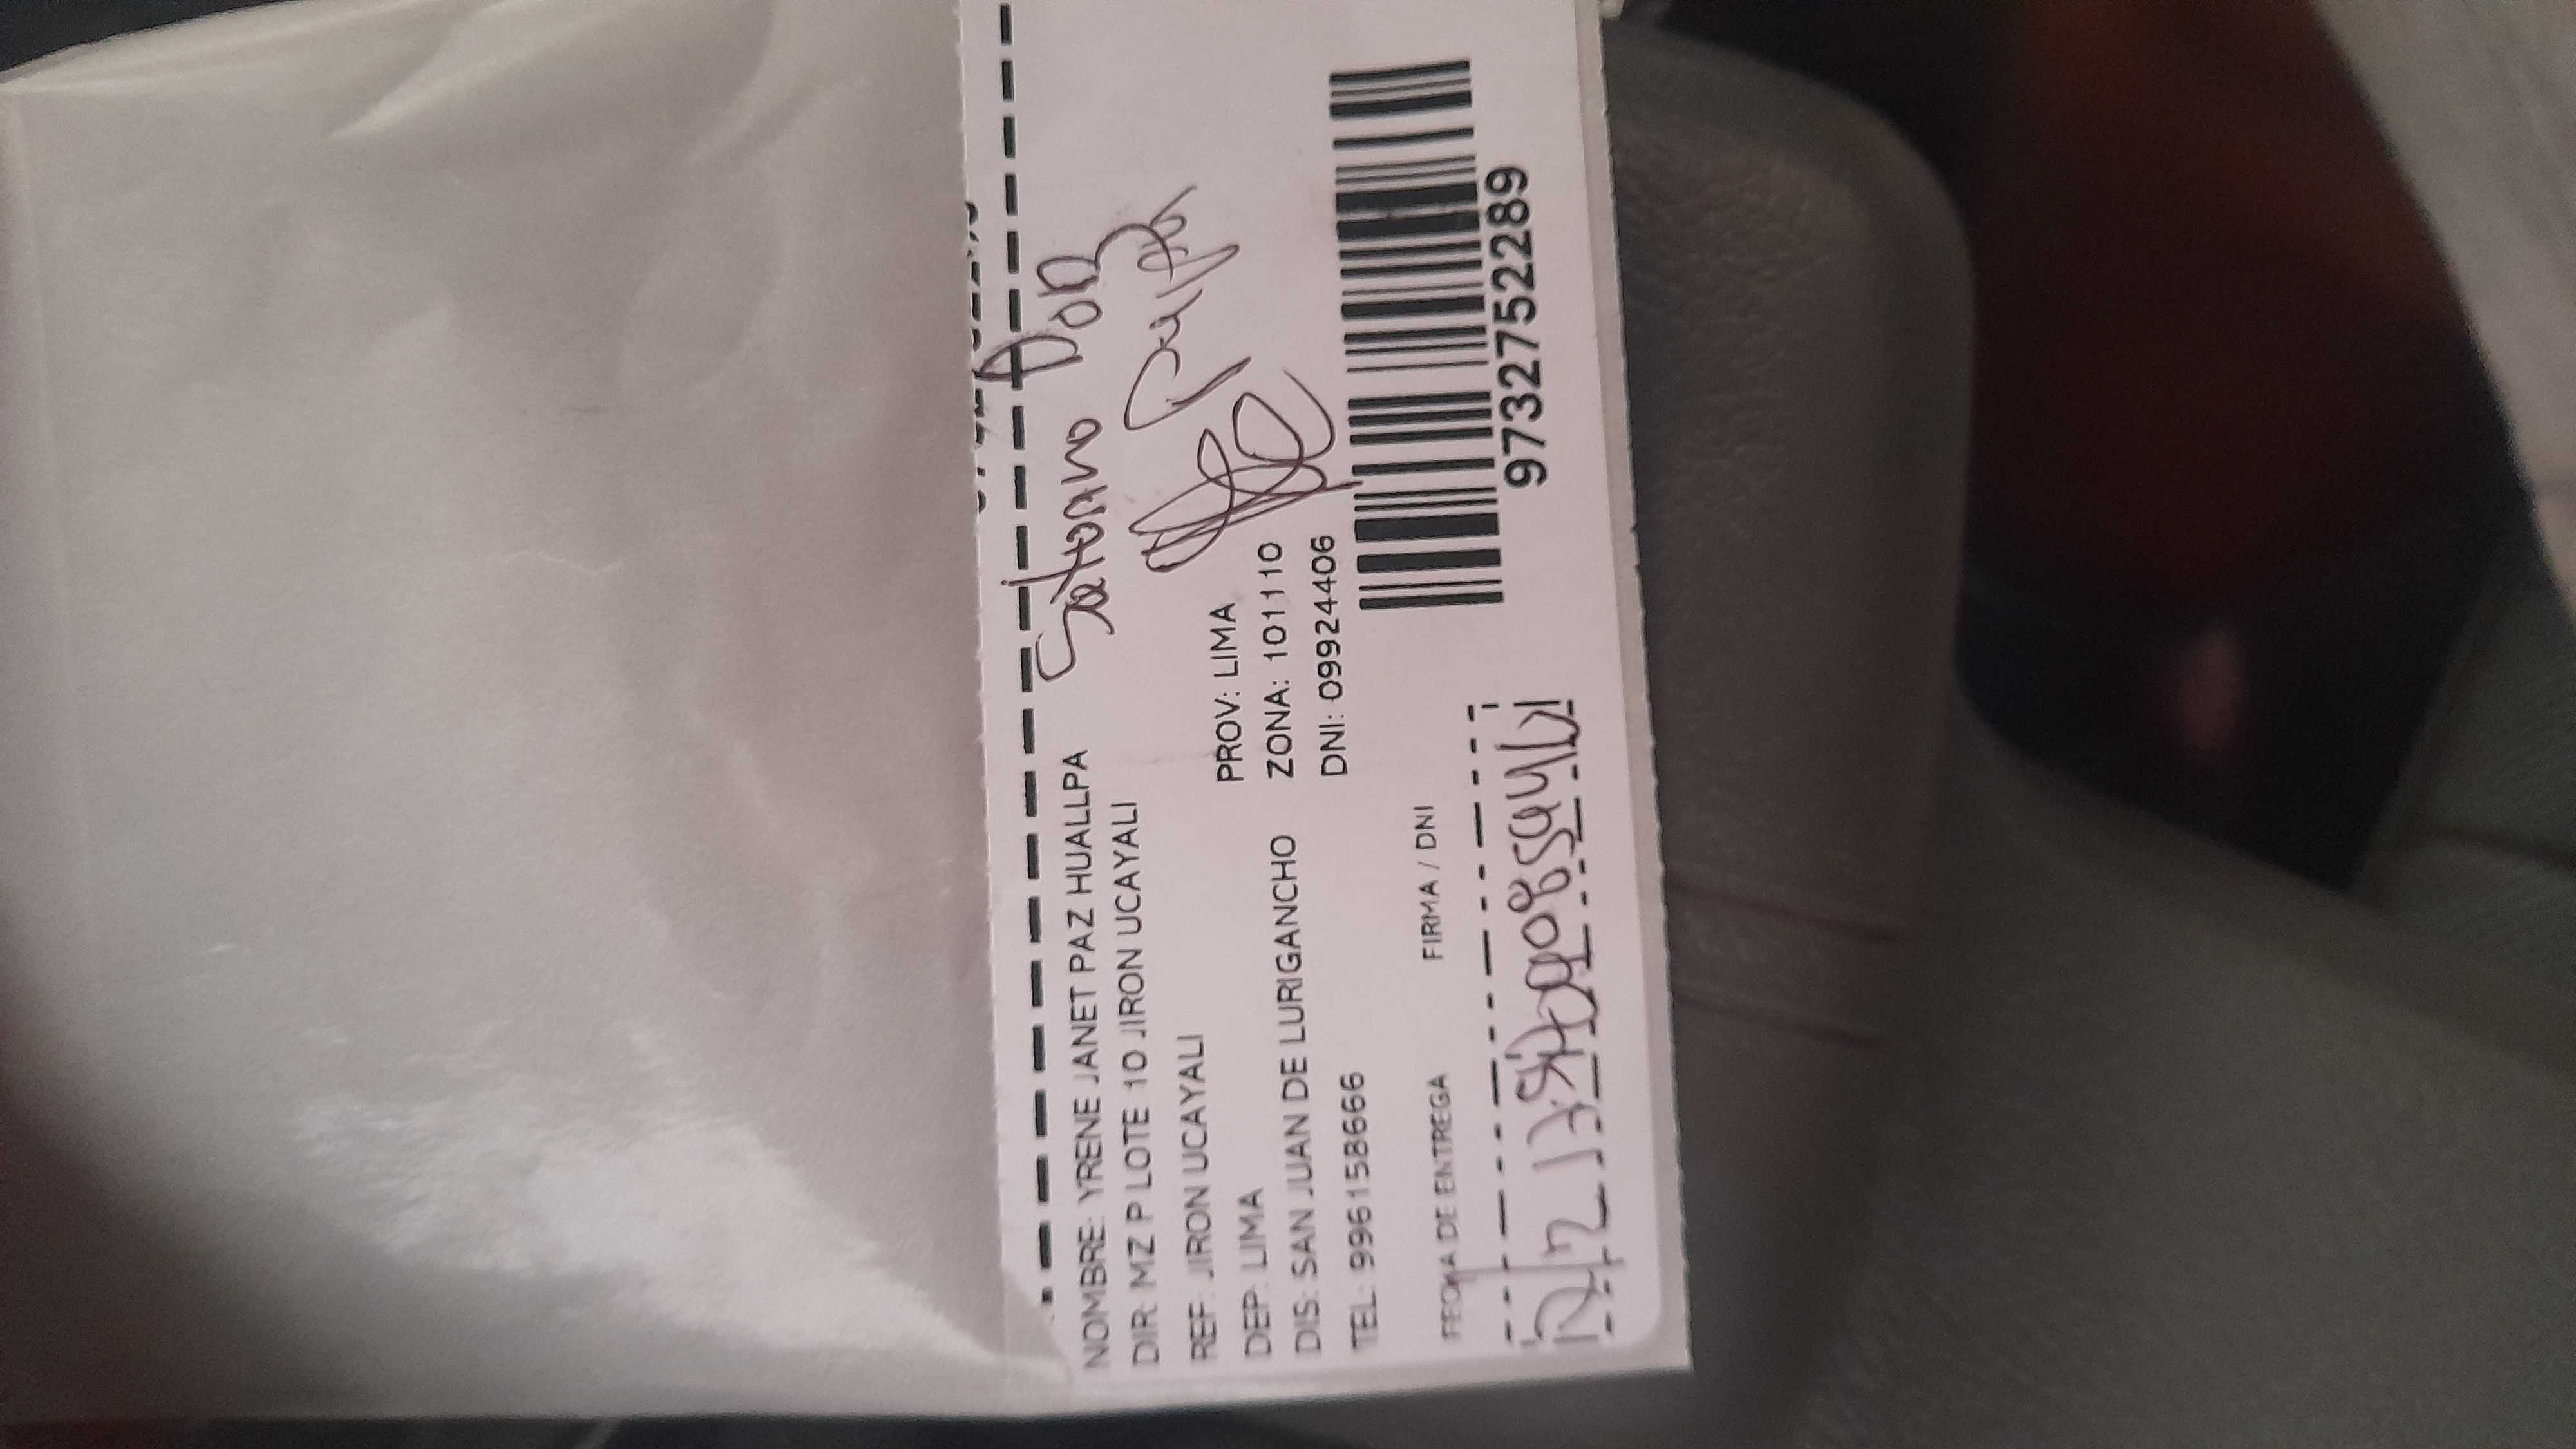 NOMBRE: YRENE JANET PAZ HUALLPA
DIR: MZ P LOTE 10 JIRON UCAYALI
REF: JIRON UCAYALI
DEP: LIMA PROV: LIMA
DIS: SAN JUAN DE LURIGANCHO ZONA: 101110
TEL: 996158666 DNI: 09924406
FECHA DE ENTREGA FIRMA / DNI
9732752289